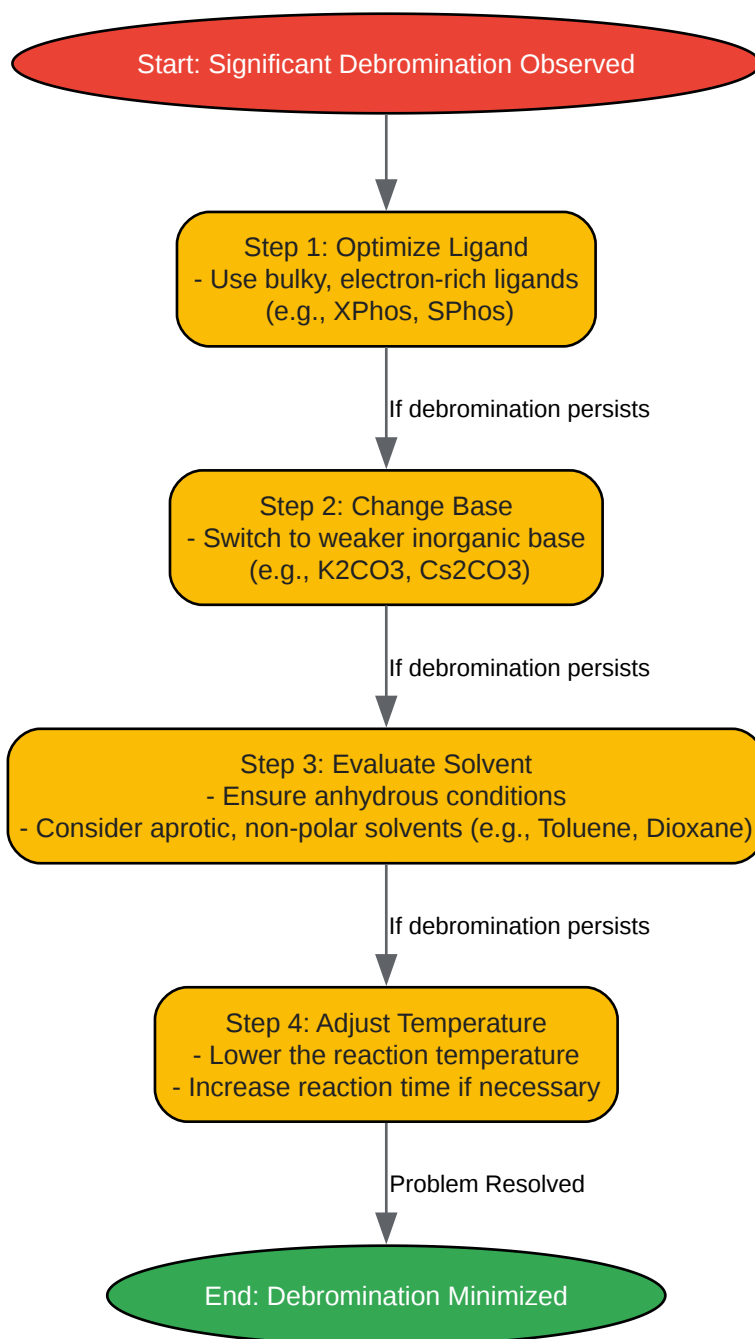 Start: Significant Debromination Observed
Step 1: Optimize Ligand
- Use bulky, electron-rich ligands
(e.g., XPhos, SPhos)
If debromination persists
Step 2: Change Base
- Switch to weaker inorganic base
(e.g., K2CO3, Cs2CO3)
If debromination persists
Step 3: Evaluate Solvent
- Ensure anhydrous conditions
- Consider aprotic, non-polar solvents (e.g., Toluene, Dioxane)
If debromination persists
Step 4: Adjust Temperature
- Lower the reaction temperature
- Increase reaction time if necessary
Problem Resolved
End: Debromination Minimized